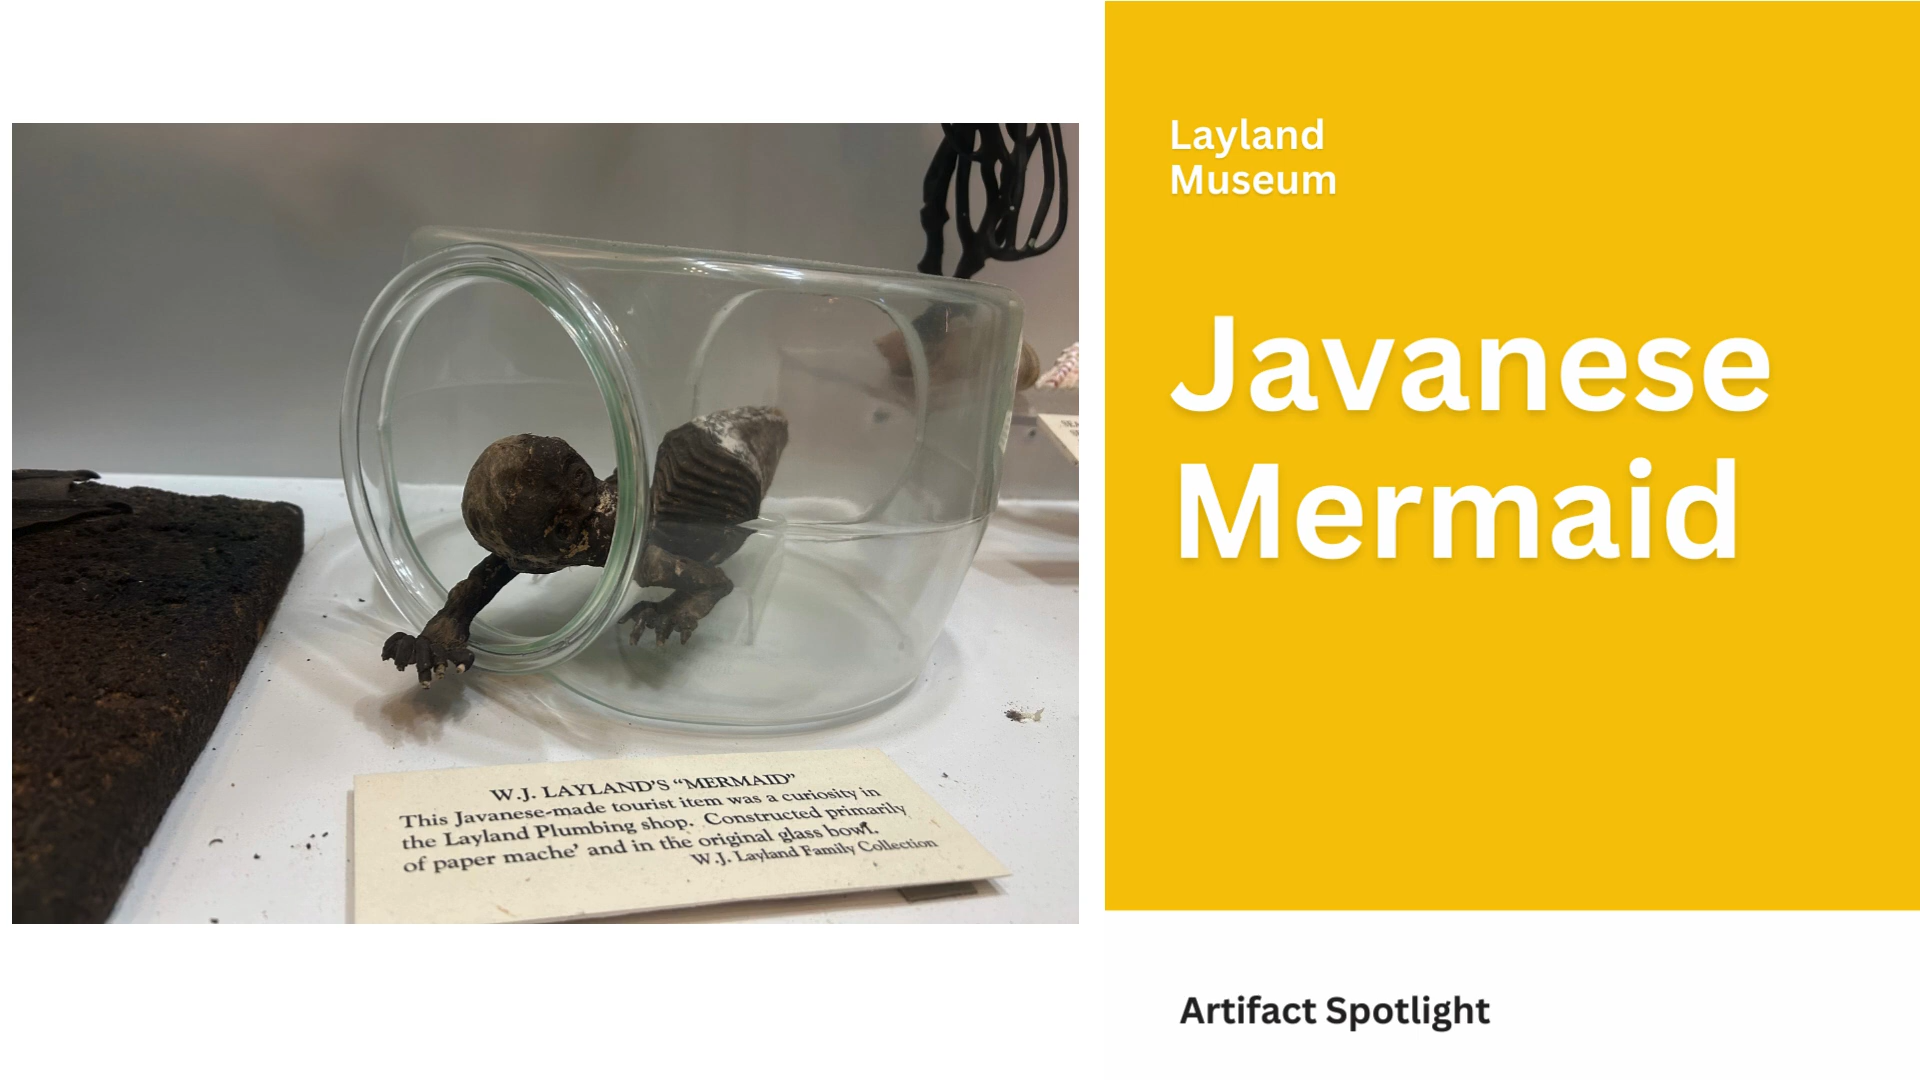 W.J. LAYLAND'S “MERMAID”
This Javanese-made tourist item was a curiosity in
the Layland Plumbing shop. Constructed primarily
of paper mache' and in the original glass bowl.
W.J. Layland Family Collection
Layland
Museum
Javanese
Mermaid
Artifact Spotlight